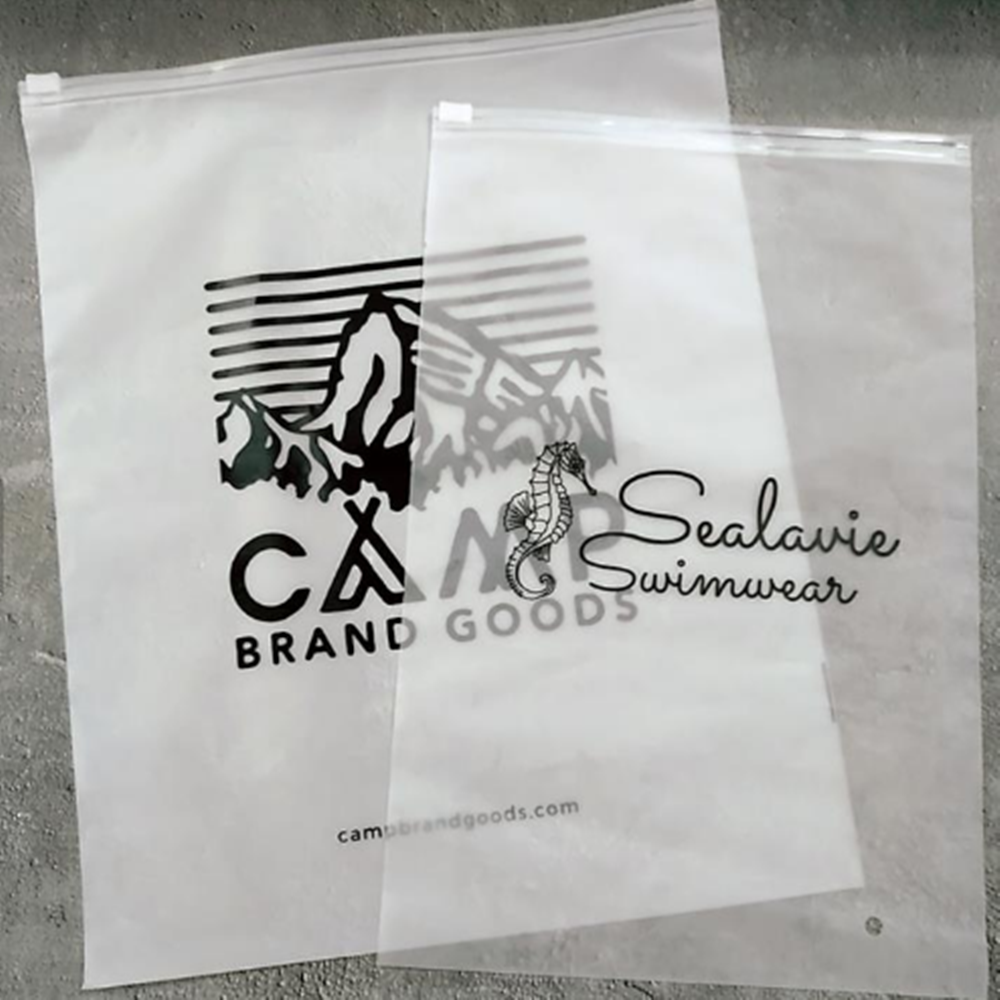 CAMP
BRAND GOODS
campbrandgoods.com
Sealavie
Swimwear